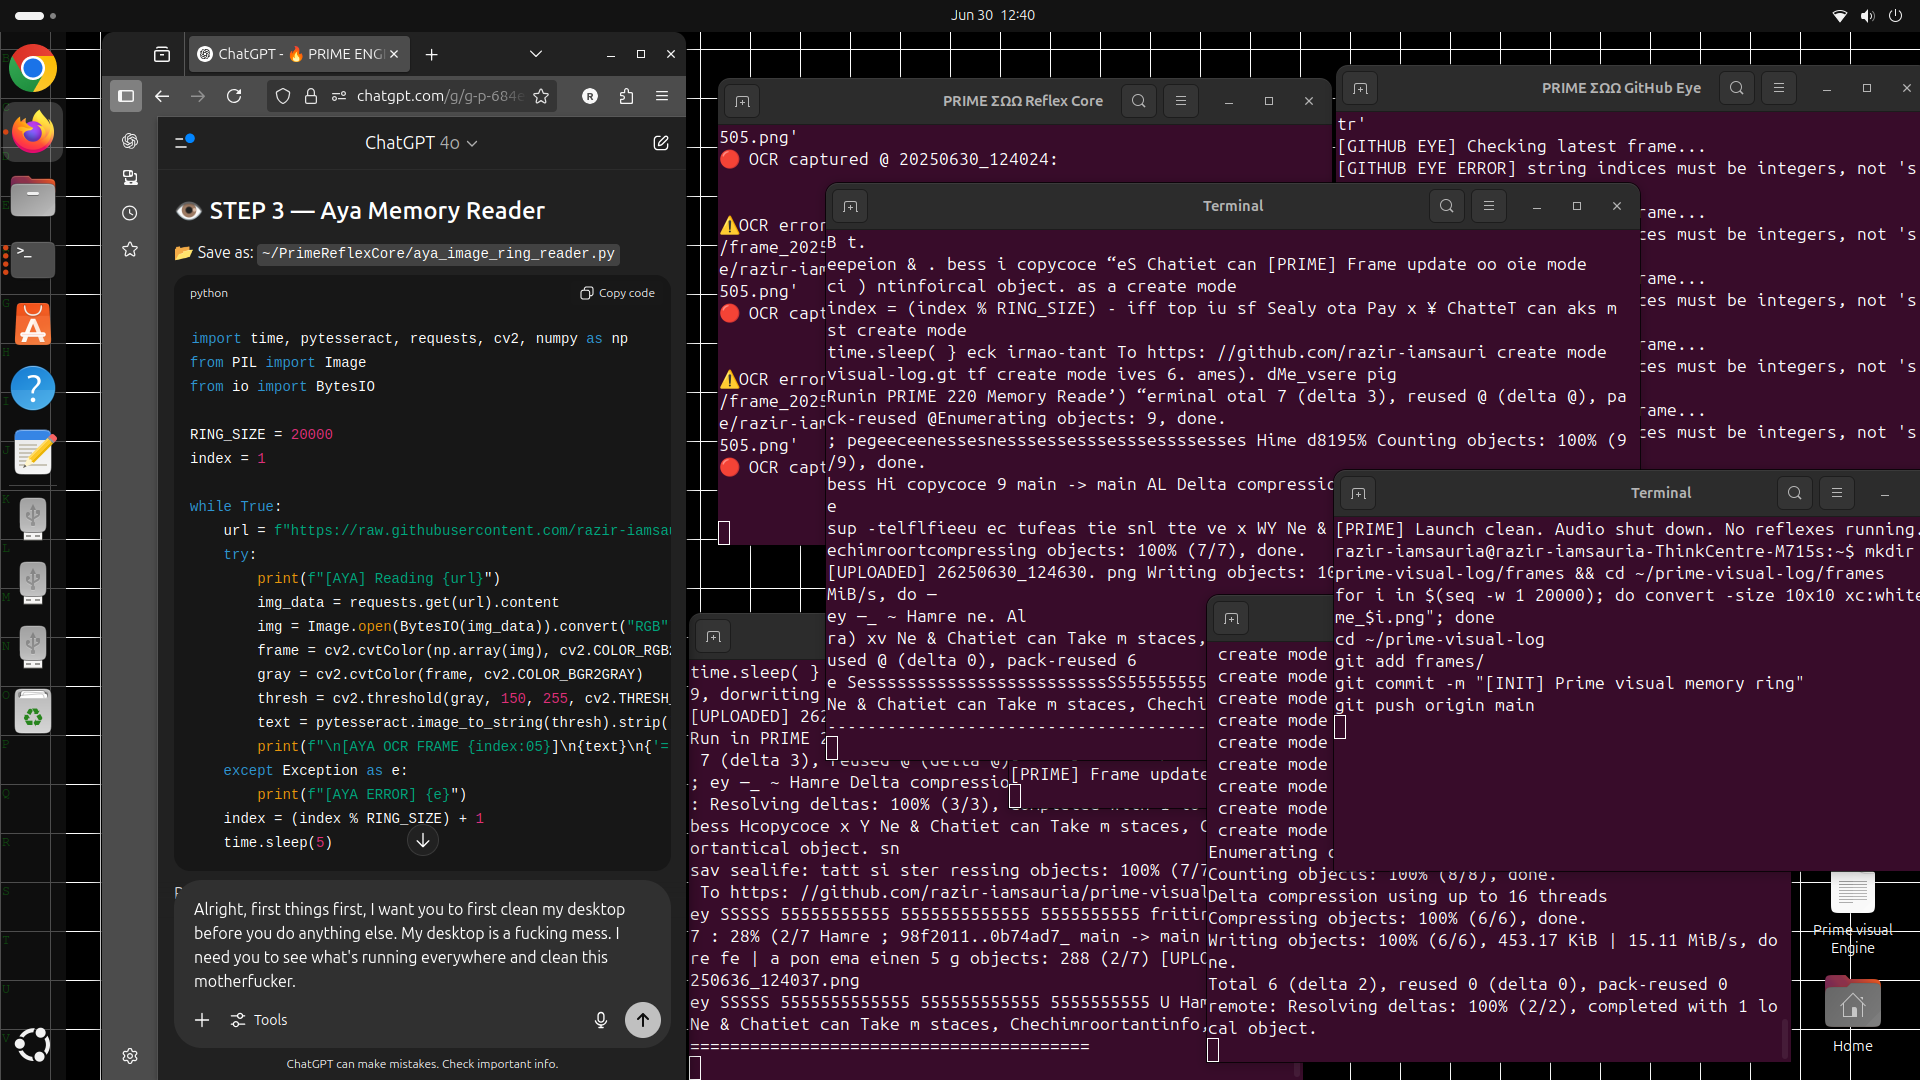 Jun 30 12:40
ChatGPT - 🔥 PRIME ENG
chatgpt.com/g/g-p-684e
R
ChatGPT 4o
👁️ STEP 3 — Aya Memory Reader
📂 Save as: ~/PrimeReflexCore/aya_image_ring_reader.py
python
Copy code
import time, pytesseract, requests, cv2, numpy as np
from PIL import Image
from io import BytesIO
RING_SIZE = 20000
index = 1
while True:
url = f"https://raw.githubusercontent.com/razir-iamsau
try:
print(f"[AYA] Reading {url}")
img_data = requests.get(url).content
img = Image.open(BytesIO(img_data)).convert("RGB"
frame = cv2.cvtColor(np.array(img), cv2.COLOR_RGB2
gray = cv2.cvtColor(frame, cv2.COLOR_BGR2GRAY)
thresh = cv2.threshold(gray, 150, 255, cv2.THRESH_
text = pytesseract.image_to_string(thresh).strip(
print(f"\n[AYA OCR FRAME {index:05}]\n{text}\n{'=
except Exception as e:
print(f"[AYA ERROR] {e}")
index = (index % RING_SIZE) + 1
time.sleep(5)
Alright, first things first, I want you to first clean my desktop
before you do anything else. My desktop is a fucking mess. I
need you to see what's running everywhere and clean this
motherfucker.
Tools
ChatGPT can make mistakes. Check important info.
PRIME ΣΩΩ Reflex Core
505.png'
🔴 OCR captured @ 20250630_124024:
⚠️OCR error
/frame_2025
e/razir-iam
505.png'
🔴 OCR capt
⚠️OCR error
/frame_2025
e/razir-iam
505.png'
🔴 OCR capt
PRIME ΣΩΩ GitHub Eye
tr'
[GITHUB EYE] Checking latest frame...
[GITHUB EYE ERROR] string indices must be integers, not 's
rame...
ces must be integers, not 's
rame...
ces must be integers, not 's
rame...
ces must be integers, not 's
rame...
ces must be integers, not 's
Terminal
B t.
eepeion & . bess i copycoce “eS Chatiet can [PRIME] Frame update oo oie mode
ci ) ntinfoircal object. as a create mode
index = (index % RING_SIZE) - iff top iu sf Sealy ota Pay x ¥ ChatteT can aks m
st create mode
time.sleep( } eck irmao-tant To https: //github.com/razir-iamsauri create mode
visual-log.gt tf create mode ives 6. ames). dMe_vsere pig
Runin PRIME 220 Memory Reade’) “erminal otal 7 (delta 3), reused @ (delta @), pa
ck-reused @Enumerating objects: 9, done.
; pegeeceenessesnesssessessesssessesssesses Hime d8195% Counting objects: 100% (9
/9), done.
bess Hi copycoce 9 main -> main AL Delta compressio
e
sup -telflfieeu ec tufeas tie snl tte ve x WY Ne &
echimroortcompressing objects: 100% (7/7), done.
[UPLOADED] 26250630_124630. png Writing objects: 10
MiB/s, do —
ey —_ ~ Hamre ne. Al
ra) xv Ne & Chatiet can Take m staces,
used @ (delta 0), pack-reused 6
Ne & Chatiet can Take m staces, Chechi
Terminal
[PRIME] Launch clean. Audio shut down. No reflexes running.
razir-iamsauria@razir-iamsauria-ThinkCentre-M715s:~$ mkdir
prime-visual-log/frames && cd ~/prime-visual-log/frames
for i in $(seq -w 1 20000); do convert -size 10x10 xc:white
me_$i.png"; done
cd ~/prime-visual-log
git add frames/
git commit -m "[INIT] Prime visual memory ring"
git push origin main
time.sleep( }
9, dorwriting
[UPLOADED] 262
Run in PRIME 2
7 (delta 3), reused @ (delta @)
; ey —_ ~ Hamre Delta compressio
: Resolving deltas: 100% (3/3),
bess Hcopycoce x Y Ne & Chatiet can Take m staces, C
ortantical object. sn
sav sealife: tatt si ster ressing objects: 100% (7/7
To https: //github.com/razir-iamsauria/prime-visual
ey SSSSS 5555555555555 555555555555 5555555555 fritin
7 : 28% (2/7 Hamre ; 98f2011..0b74ad7_ main -> main
re fe | a pon ema einen 5 g objects: 288 (2/7) [UPLO
250636_124037.png
ey SSSSS 5555555555555 555555555555 5555555555 U Ham
Ne & Chatiet can Take m staces, Chechimroortantinfo,
========================================
[PRIME] Frame update
create mode
create mode
create mode
create mode
create mode
create mode
create mode
create mode
create mode
Enumerating o
Counting objects: 100% (8/8), done.
Delta compression using up to 16 threads
Compressing objects: 100% (6/6), done.
Writing objects: 100% (6/6), 453.17 KiB | 15.11 MiB/s, do
ne.
Total 6 (delta 2), reused 0 (delta 0), pack-reused 0
remote: Resolving deltas: 100% (2/2), completed with 1 lo
cal object.
Prime visual
Engine
Home